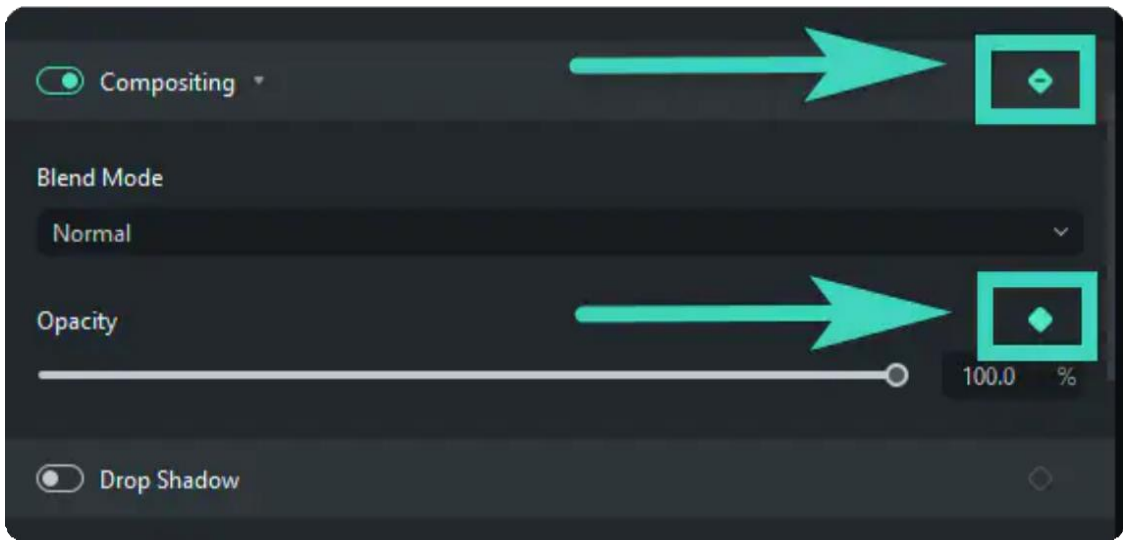 Compositing
Blend Mode
Normal
Opacity
100.0 %
Drop Shadow